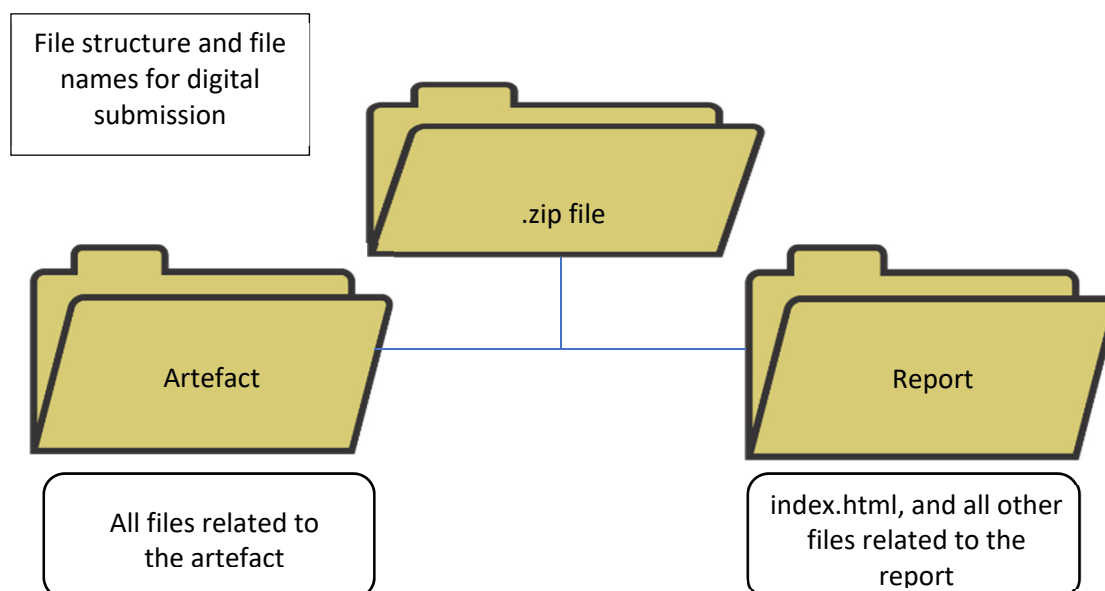 File structure and file
names for digital
submission
.zip file
Artefact
Report
All files related to
the artefact
index.html, and all other
files related to the
report